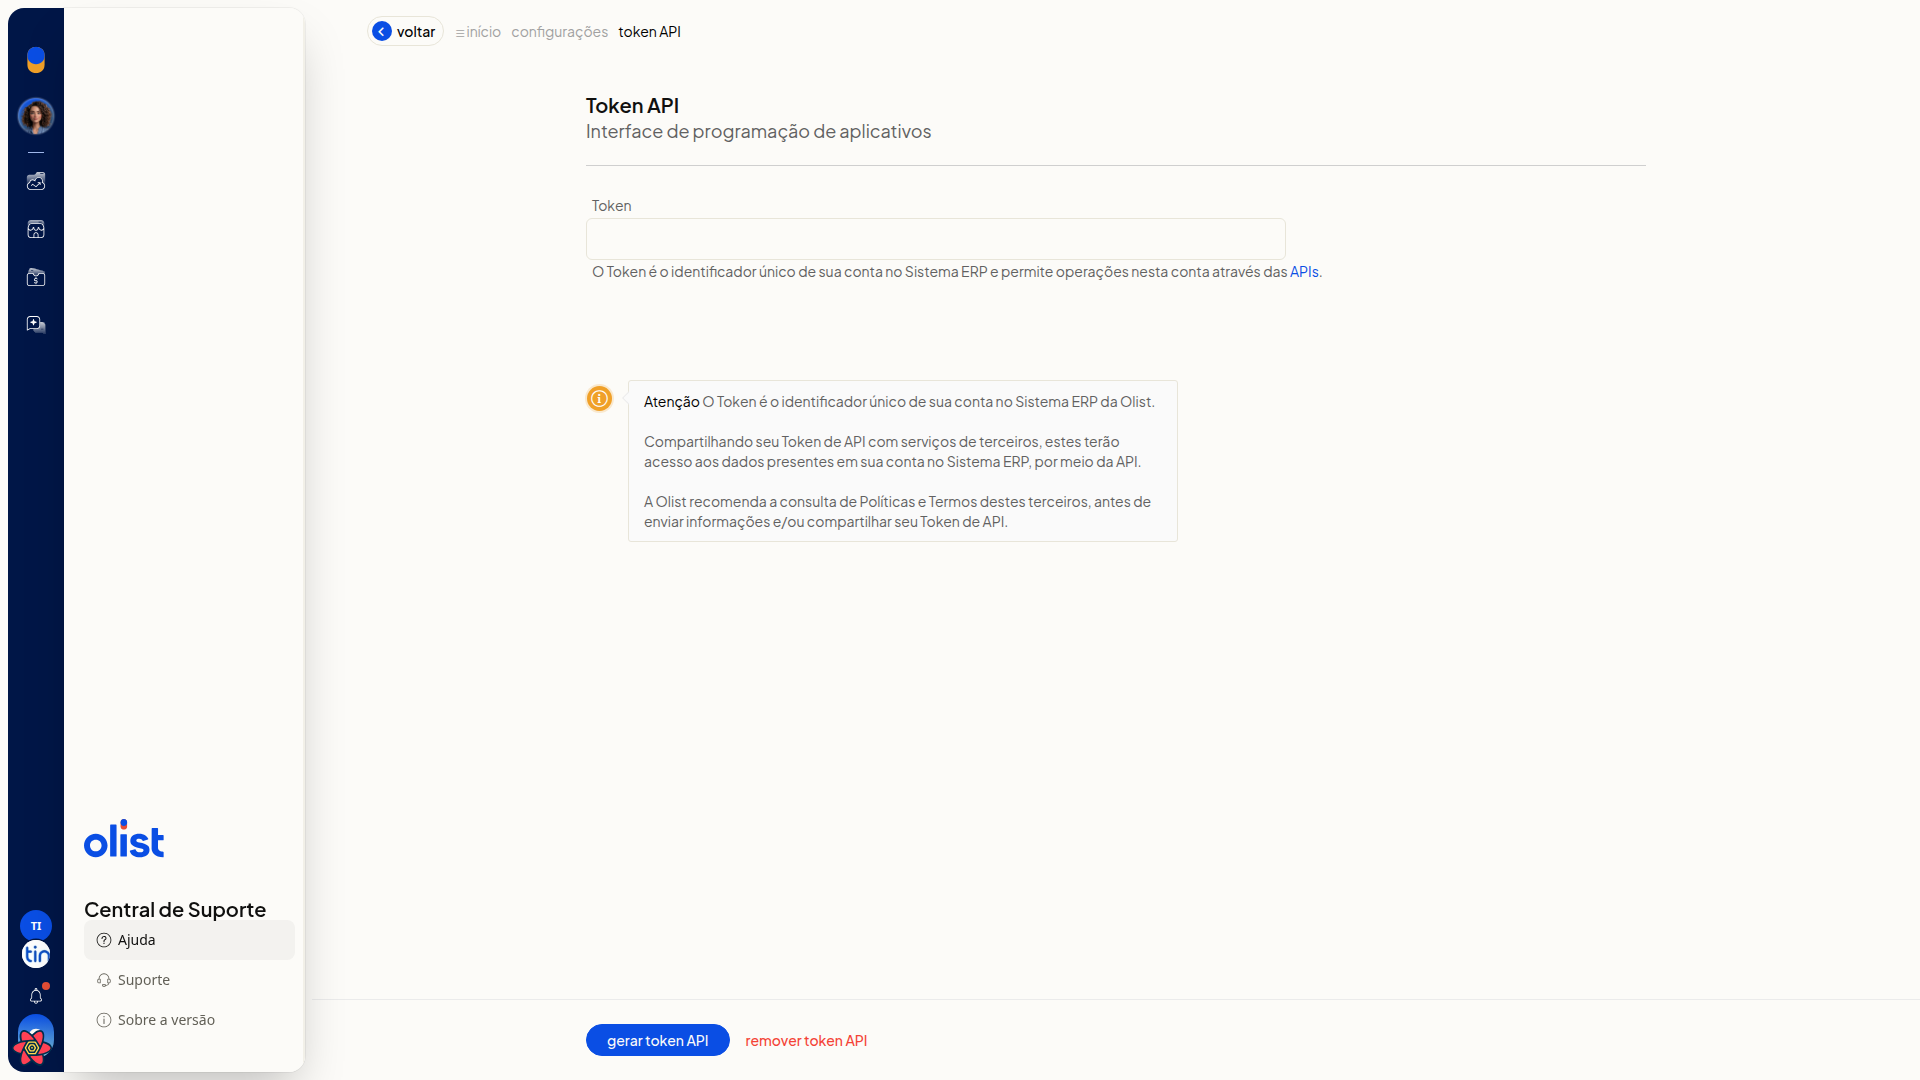 voltar
início configurações token API
Token API
Interface de programação de aplicativos
Token
O Token é o identificador único de sua conta no Sistema ERP e permite operações nesta conta através das APIs.
Atenção O Token é o identificador único de sua conta no Sistema ERP da Olist.
Compartilhando seu Token de API com serviços de terceiros, estes terão
acesso aos dados presentes em sua conta no Sistema ERP, por meio da API.
A Olist recomenda a consulta de Políticas e Termos destes terceiros, antes de
enviar informações e/ou compartilhar seu Token de API.
olist
Central de Suporte
Ajuda
Suporte
Sobre a versão
TI
tin
gerar token API
remover token API